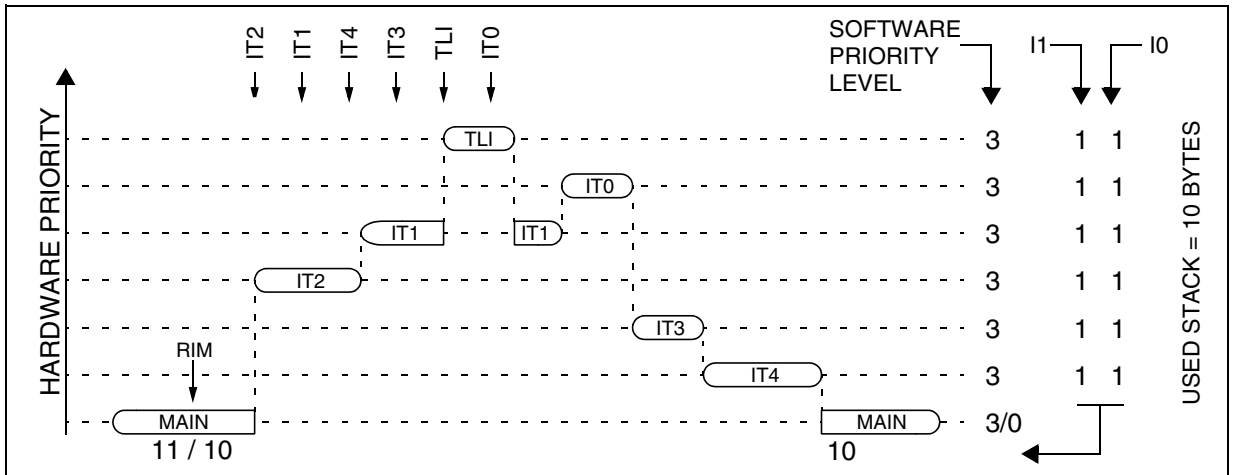 IT2
IT1
IT4
IT3
TLI
IT0
SOFTWARE
PRIORITY
LEVEL
I1
I0
HARDWARE PRIORITY
TLI
3
1 1
IT0
3
1 1
IT1
IT1
3
1 1
IT2
3
1 1
IT3
3
1 1
RIM
IT4
3
1 1
MAIN
MAIN
3/0
11 / 10
10
USED STACK = 10 BYTES